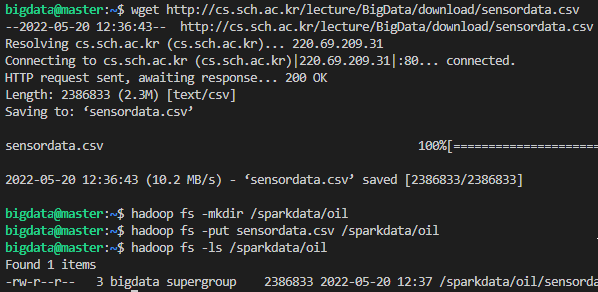 bigdata@master:~$ wget http://cs.sch.ac.kr/lecture/BigData/download/sensordata.csv
--2022-05-20 12:36:43--  http://cs.sch.ac.kr/lecture/BigData/download/sensordata.csv
Resolving cs.sch.ac.kr (cs.sch.ac.kr)... 220.69.209.31
Connecting to cs.sch.ac.kr (cs.sch.ac.kr)|220.69.209.31|:80... connected.
HTTP request sent, awaiting response... 200 OK
Length: 2386833 (2.3M) [text/csv]
Saving to: ‘sensordata.csv’
sensordata.csv 100%[=====================
2022-05-20 12:36:43 (10.2 MB/s) - ‘sensordata.csv’ saved [2386833/2386833]
bigdata@master:~$ hadoop fs -mkdir /sparkdata/oil
bigdata@master:~$ hadoop fs -put sensordata.csv /sparkdata/oil
bigdata@master:~$ hadoop fs -ls /sparkdata/oil
Found 1 items
-rw-r--r--   3 bigdata supergroup    2386833 2022-05-20 12:37 /sparkdata/oil/sensorda